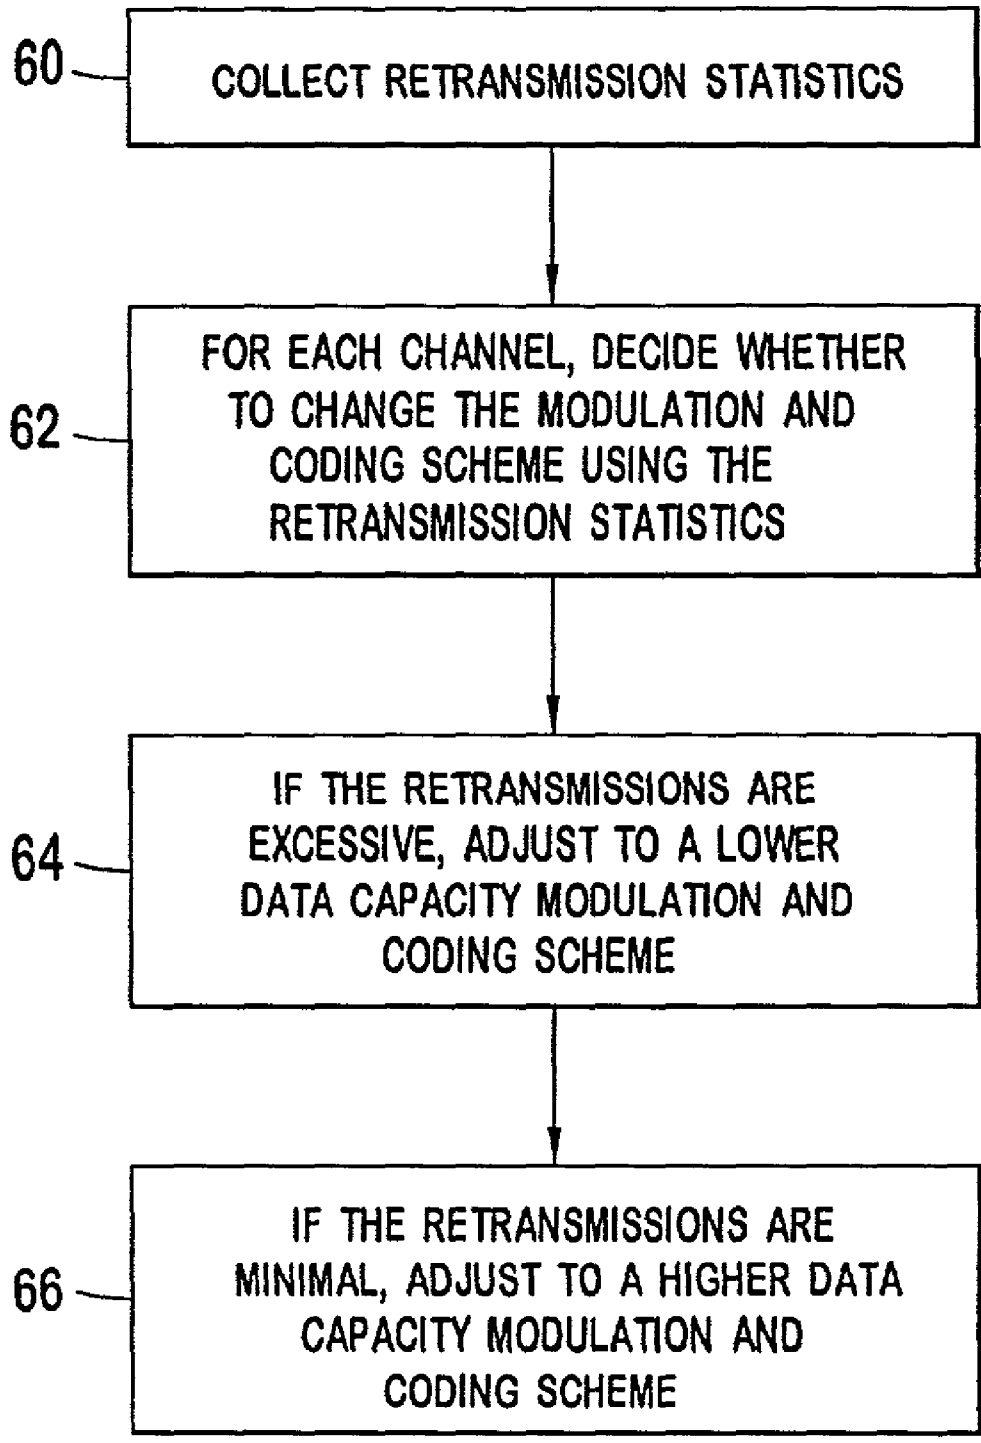 60
COLLECT RETRANSMISSION STATISTICS
FOR EACH CHANNEL, DECIDE WHETHER
TO CHANGE THE MODULATION AND
62
CODING SCHEME USING THE
RETRANSMISSION STATISTICS
IF THE RETRANSMISSIONS ARE
EXCESSIVE, ADJUST TO A LOWER
64
DATA CAPACITY MODULATION AND
CODING SCHEME
IF THE RETRANSMISSIONS ARE
MINIMAL, ADJUST TO A HIGHER DATA
66
CAPACITY MODULATION AND
CODING SCHEME